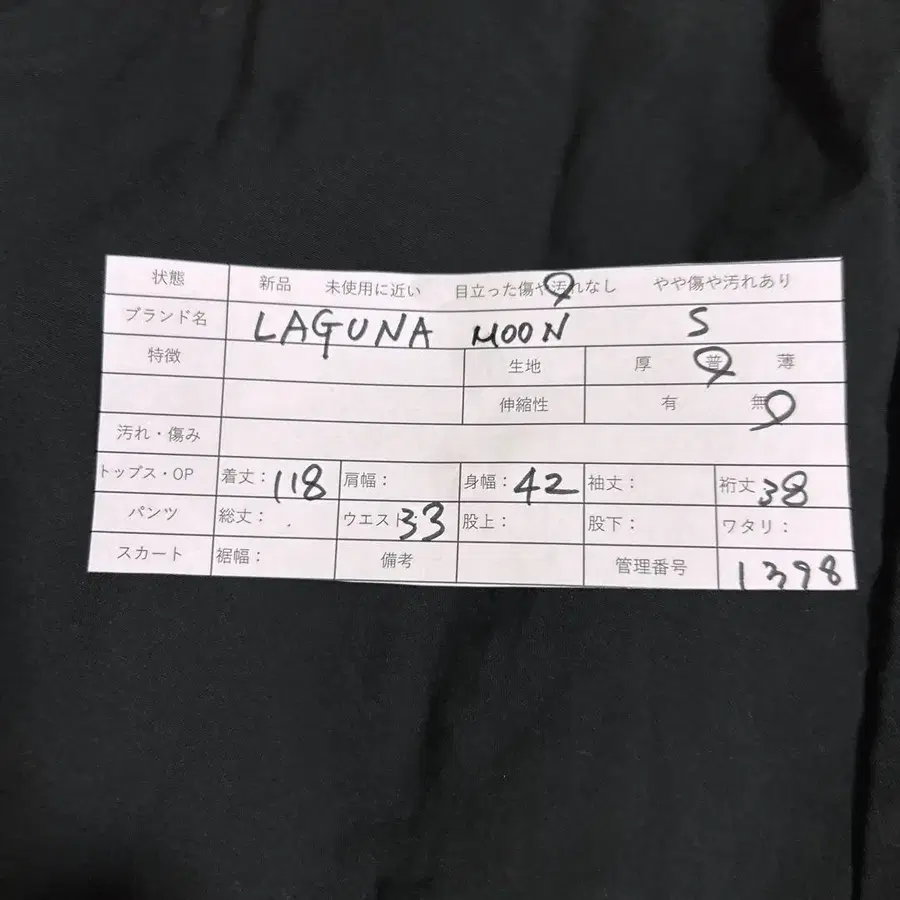 状態 新品 未使用に近い 目立った傷や汚れなし やや傷や汚れあり
ブランド名 LAGUNA MOON S
特徴 生地 厚 普 薄
伸縮性 有 無
汚れ・傷み
トップス・OP 着丈: 118 肩幅: 身幅: 42 袖丈: 裄丈 38
パンツ 総丈: ウエスト 33 股上: 股下: ワタリ:
スカート 裾幅: 備考 管理番号 1398